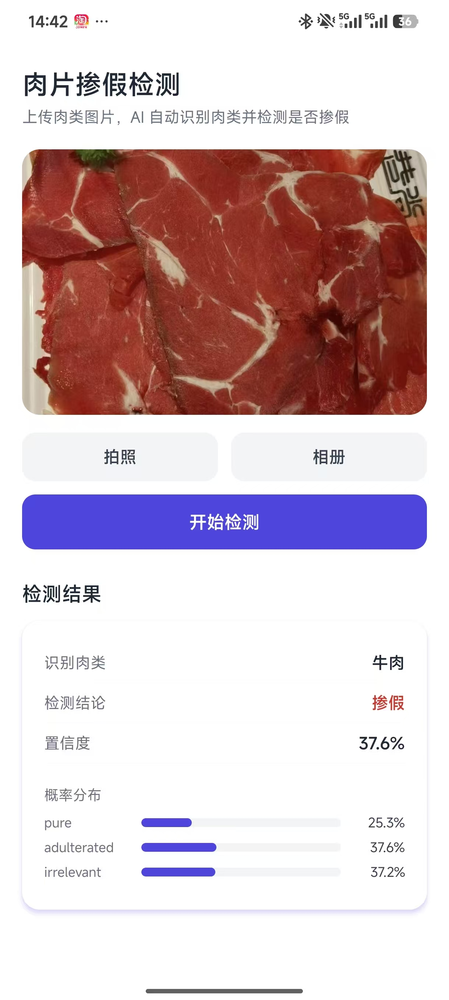 14:42 淘 ··· 5G 5G 36
肉片掺假检测
上传肉类图片，AI 自动识别肉类并检测是否掺假
拍照 相册
开始检测
检测结果
识别肉类 牛肉
检测结论 掺假
置信度 37.6%
概率分布
pure 25.3%
adulterated 37.6%
irrelevant 37.2%